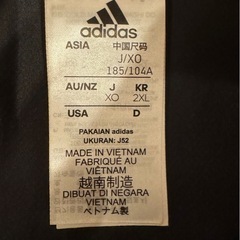 adidas
ASIA 中国尺码
J/XO
185/104A
AU/NZ J KR
XO 2XL
USA D
PAKAIAN adidas
UKURAN: J52
MADE IN VIETNAM
FABRIQUÉ AU
VIÊTNAM
越南制造
DIBUAT DI NEGARA
VIETNAM
ベトナム製